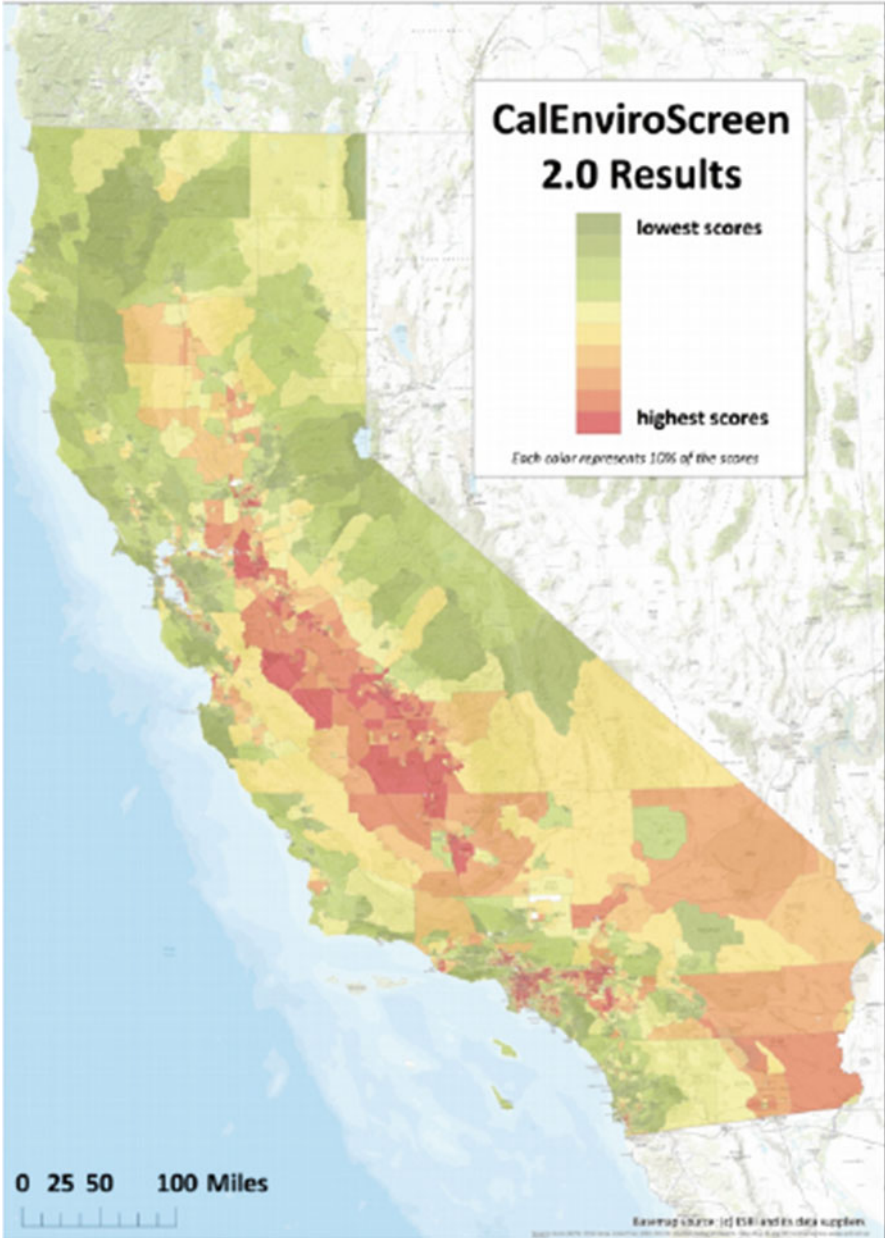 CalEnviroScreen
2.0 Results
lowest scores
highest scores
Each color represents 10% of the scores
0 25 50 100 Miles
Basemap source: (c) ESRI and its data suppliers.